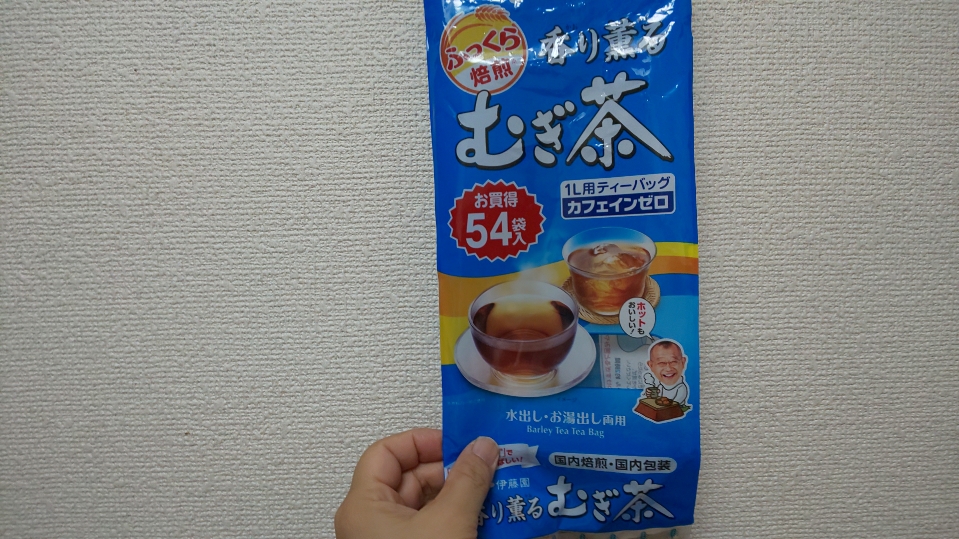 ふっくら
焙煎
香り薫る
むぎ茶
1L用ティーバッグ
カフェインゼロ
お買得
54袋入
ホットも
おいしい!
水出し・お湯出し両用
Barley Tea Tea Bag
国内焙煎・国内包装
伊藤園
香り薫るむぎ茶